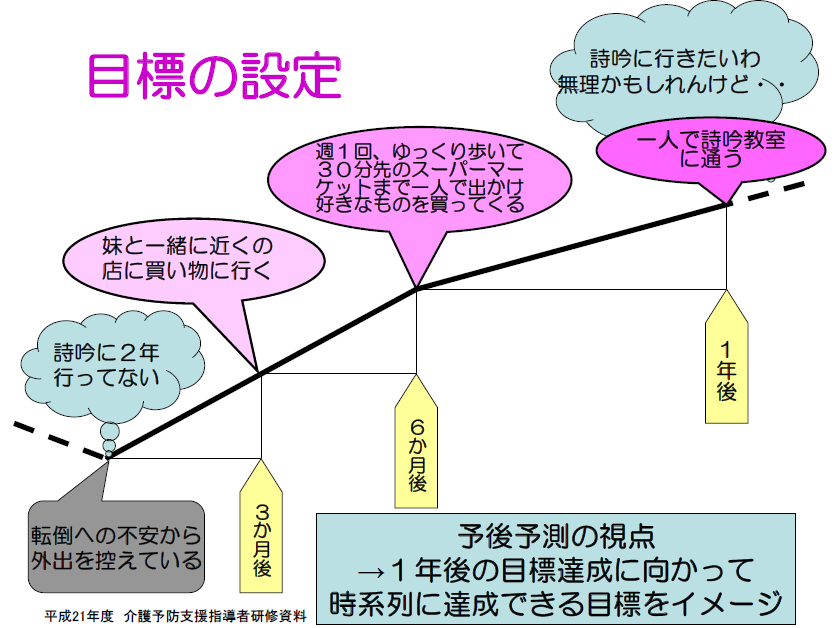 目標の設定
詩吟に行きたいわ
無理かもしれんけど・・
一人で詩吟教室
に通う
週１回、ゆっくり歩いて
３０分先のスーパーマー
ケットまで一人で出かけ
好きなものを買ってくる
妹と一緒に近くの
店に買い物に行く
詩吟に２年
行ってない
転倒への不安から
外出を控えている
３か月後
６か月後
１年後
予後予測の視点
→１年後の目標達成に向かって
時系列に達成できる目標をイメージ
平成21年度　介護予防支援指導者研修資料